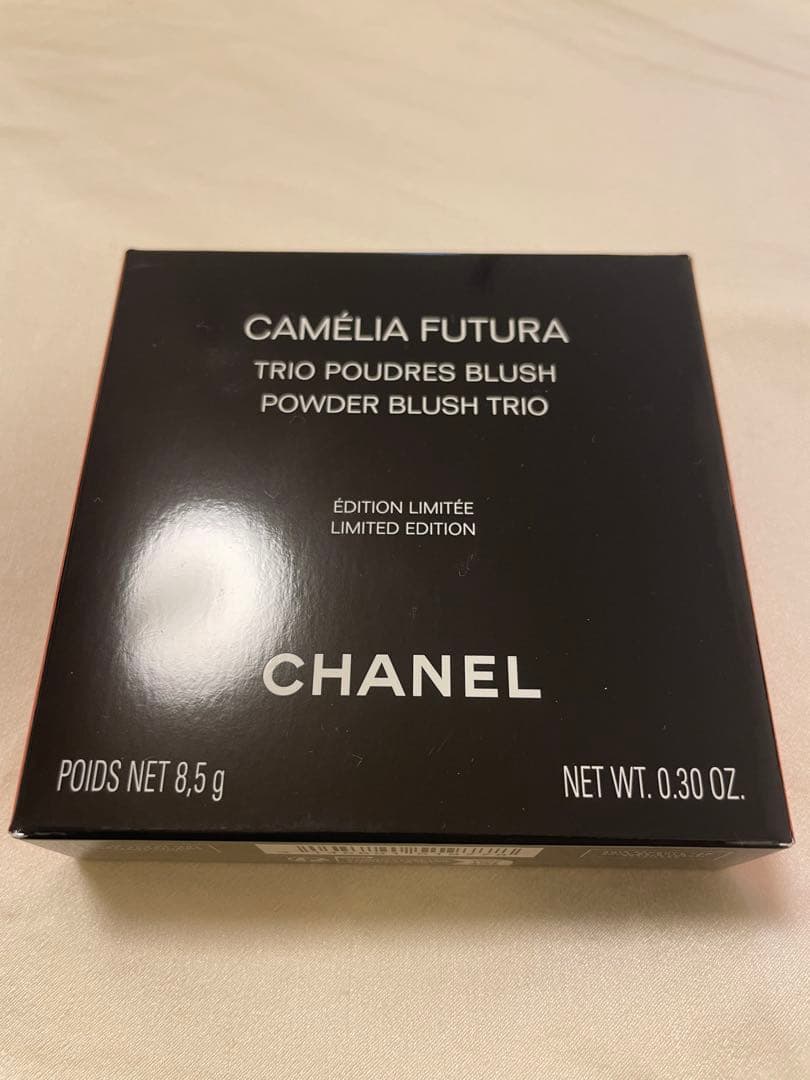 CAMÉLIA FUTURA
TRIO POUDRES BLUSH
POWDER BLUSH TRIO
ÉDITION LIMITÉE
LIMITED EDITION
CHANEL
POIDS NET 8,5 g
NET WT. 0.30 OZ.